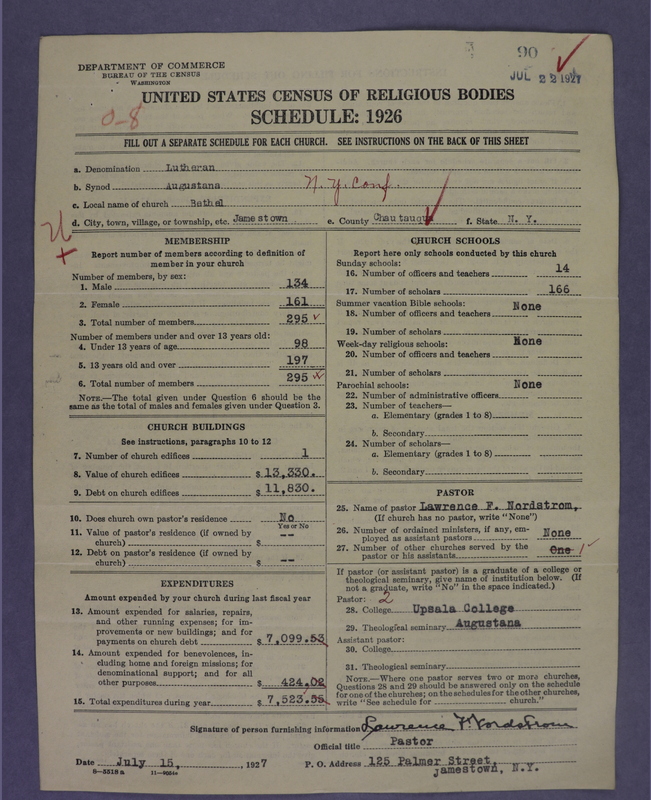 90
JUL 22 1927
DEPARTMENT OF COMMERCE
BUREAU OF THE CENSUS
WASHINGTON
0-8
UNITED STATES CENSUS OF RELIGIOUS BODIES
SCHEDULE: 1926
FILL OUT A SEPARATE SCHEDULE FOR EACH CHURCH. SEE INSTRUCTIONS ON THE BACK OF THIS SHEET
a. Denomination Lutheran
b. Synod Augustana N. Y. Conf.
c. Local name of church Bethel
d. City, town, village, or township, etc. Jamestown e. County Chautauqua f. State N. Y.
MEMBERSHIP
Report number of members according to definition of
member in your church
Number of members, by sex:
1. Male 134
2. Female 161
3. Total number of members 295
Number of members under and over 13 years old:
4. Under 13 years of age 98
5. 13 years old and over 197
6. Total number of members 295
NOTE.—The total given under Question 6 should be
the same as the total of males and females given under Question 3.
CHURCH BUILDINGS
See instructions, paragraphs 10 to 12
7. Number of church edifices 1
8. Value of church edifices $ 13,330.
9. Debt on church edifices $ 11,830.
10. Does church own pastor's residence No
Yes or No
11. Value of pastor's residence (if owned by
church) $ --
12. Debt on pastor's residence (if owned by
church) $ --
EXPENDITURES
Amount expended by your church during last fiscal year
13. Amount expended for salaries, repairs,
and other running expenses; for im-
provements or new buildings; and for
payments on church debt $ 7,099.53
14. Amount expended for benevolences, in-
cluding home and foreign missions; for
denominational support; and for all
other purposes $ 424.02
15. Total expenditures during year $ 7,523.55
CHURCH SCHOOLS
Report here only schools conducted by this church
Sunday schools:
16. Number of officers and teachers 14
17. Number of scholars 166
Summer vacation Bible schools: None
18. Number of officers and teachers
19. Number of scholars
Week-day religious schools: None
20. Number of officers and teachers
21. Number of scholars
Parochial schools: None
22. Number of administrative officers
23. Number of teachers—
a. Elementary (grades 1 to 8)
b. Secondary
24. Number of scholars—
a. Elementary (grades 1 to 8)
b. Secondary
PASTOR
25. Name of pastor Lawrence F. Nordstrom,
(If church has no pastor, write "None")
26. Number of ordained ministers, if any, em-
ployed as assistant pastors None
27. Number of other churches served by the
pastor or his assistants One 1
If pastor (or assistant pastor) is a graduate of a college or
theological seminary, give name of institution below. (If
not a graduate, write "No" in the space indicated.)
Pastor: 2
28. College Upsala College
29. Theological seminary Augustana
Assistant pastor:
30. College
31. Theological seminary
NOTE.—Where one pastor serves two or more churches,
Questions 28 and 29 should be answered only on the schedule
for one of the churches; on the schedules for the other churches,
write "See schedule for church."
Signature of person furnishing information Lawrence F. Nordstrom
Official title Pastor
Date July 15, 1927 P. O. Address 125 Palmer Street,
Jamestown, N.Y.
8-5518a 11-9054